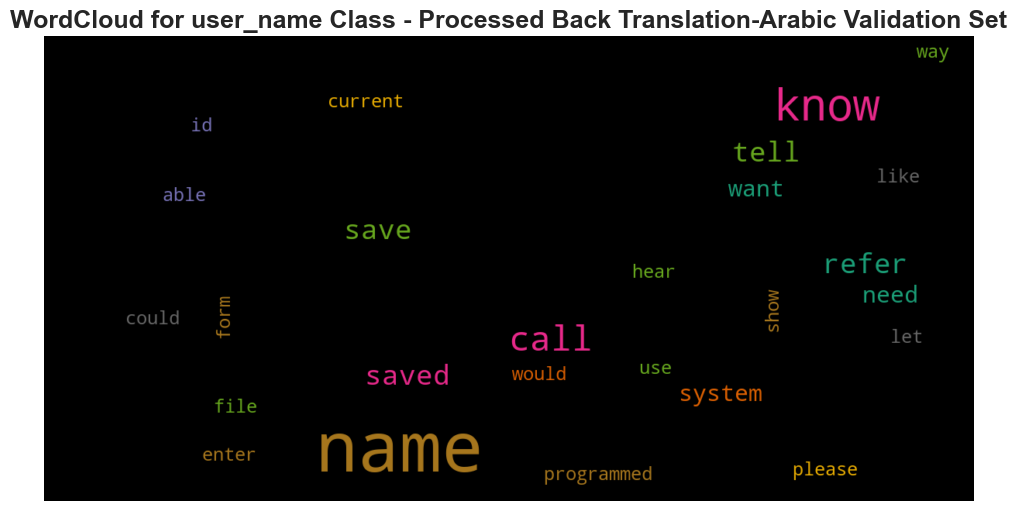 WordCloud for user_name Class - Processed Back Translation-Arabic Validation Set
way
current
know
id
tell
like
want
able
save
refer
hear
need
could
form
show
call
let
saved
would
use
system
file
name
enter
programmed
please